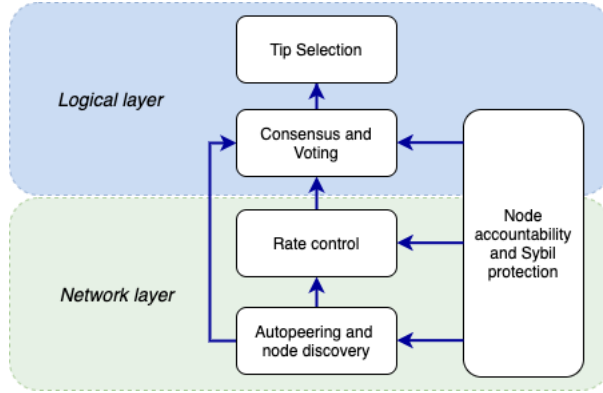 Tip Selection
Logical layer
Consensus and
Voting
Rate control
Node
accountability
and Sybil
protection
Network layer
Autopeering and
node discovery